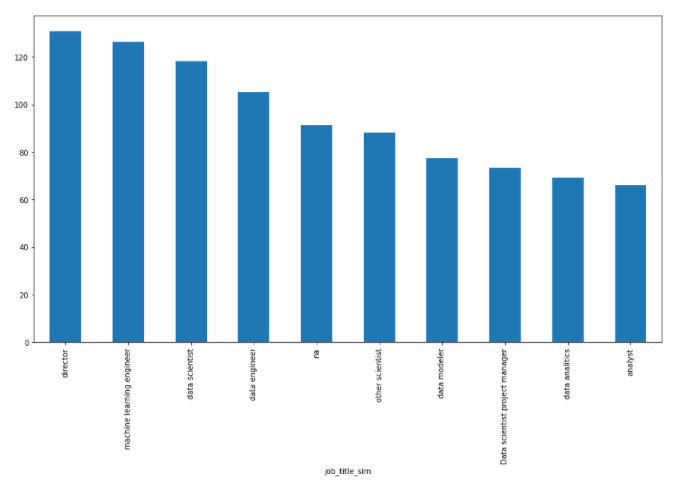 120
100
80
60
40
20
0
director
machine learning engineer
data scientist
data engineer
na
other scientist
data modeler
Data scientist project manager
data analitics
analyst
job_title_sim